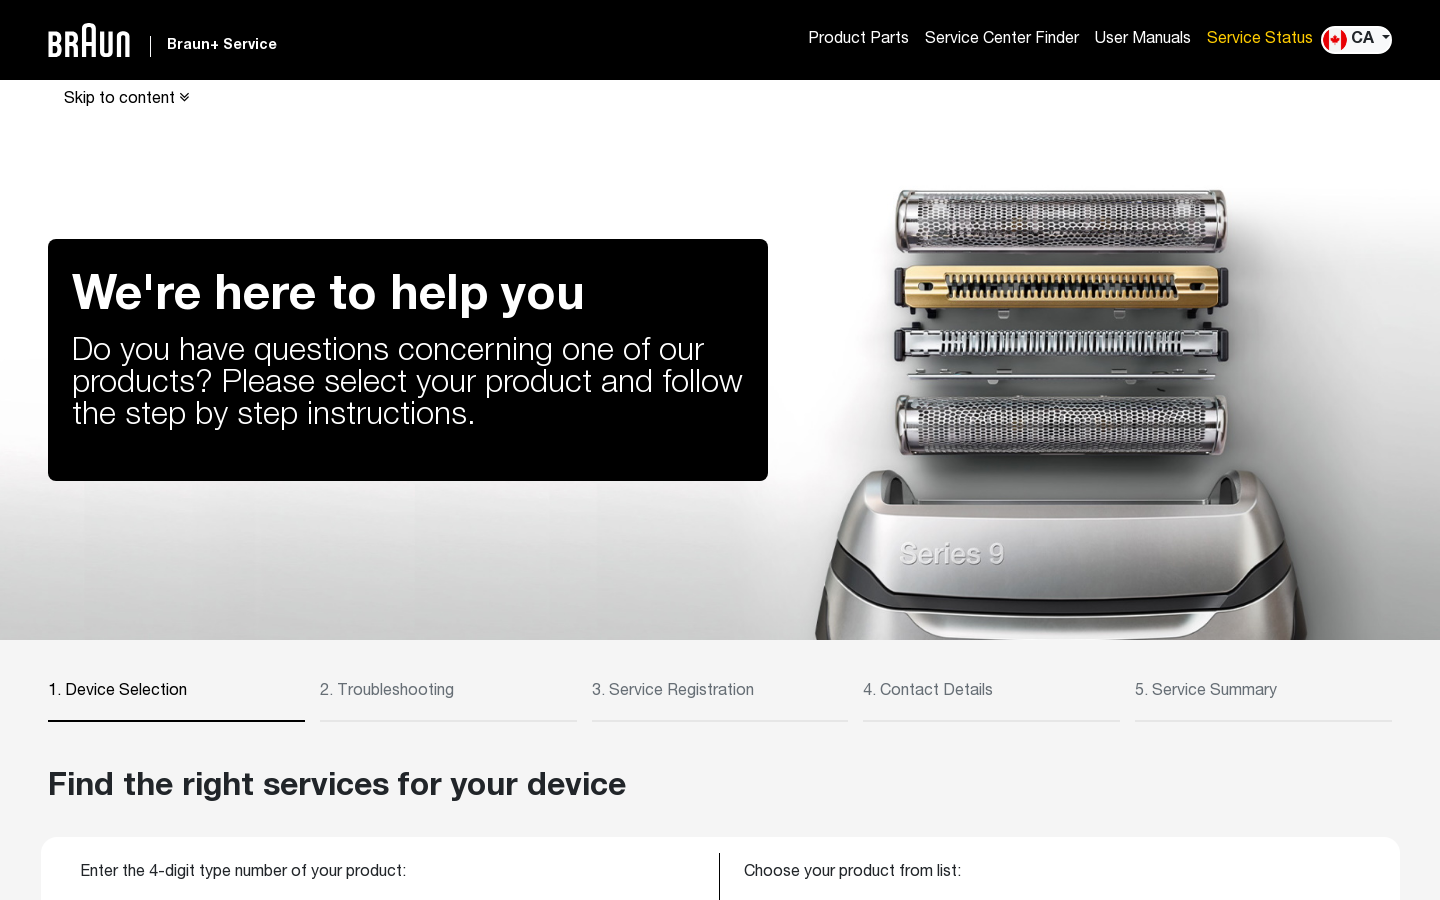 BRAUN
Braun+ Service
Product Parts
Service Center Finder
User Manuals
Service Status
CA
Skip to content
We're here to help you
Do you have questions concerning one of our
products? Please select your product and follow
the step by step instructions.
Series 9
1. Device Selection
2. Troubleshooting
3. Service Registration
4. Contact Details
5. Service Summary
Find the right services for your device
Enter the 4-digit type number of your product:
Choose your product from list: